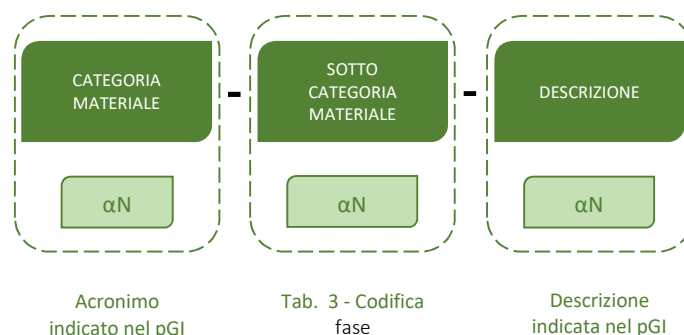 CATEGORIA
MATERIALE
-
SOTTO
CATEGORIA
MATERIALE
-
DESCRIZIONE
αN
αN
αN
Acronimo
indicato nel pGI
Tab. 3 - Codifica
fase
Descrizione
indicata nel pGI